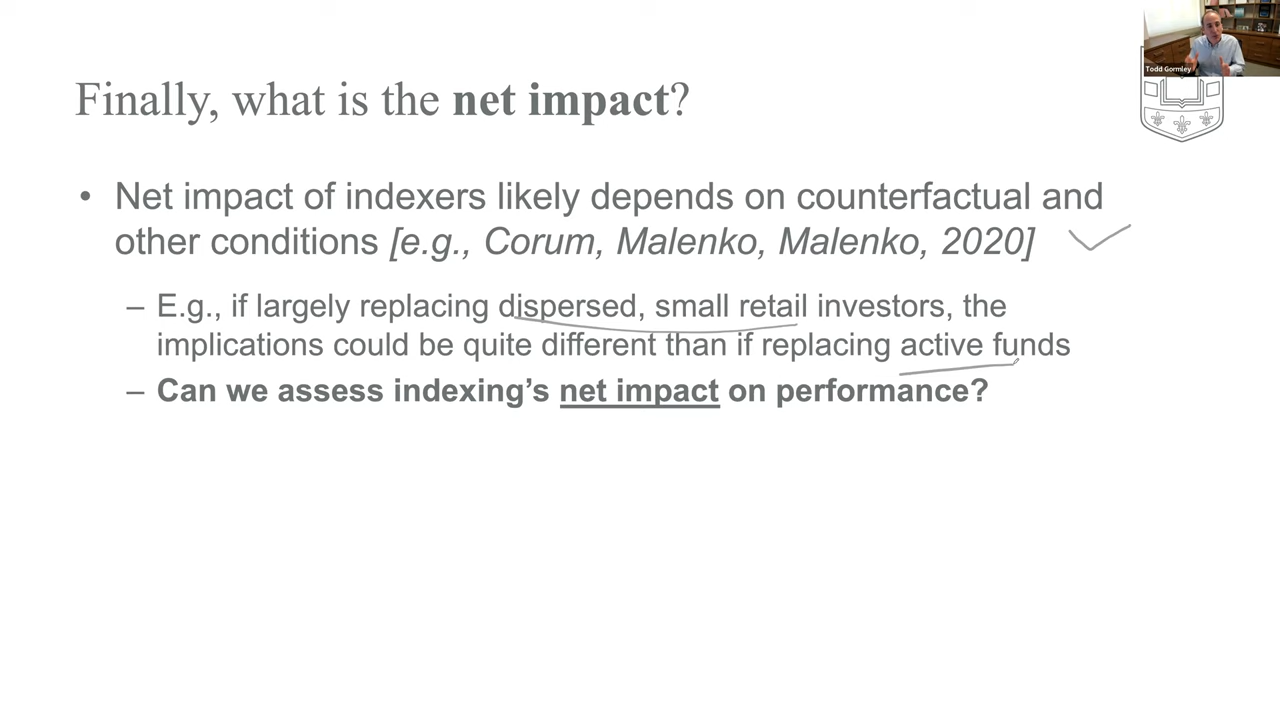 Todd Gormley
Finally, what is the net impact?
• Net impact of indexers likely depends on counterfactual and
other conditions [e.g., Corum, Malenko, Malenko, 2020]
– E.g., if largely replacing dispersed, small retail investors, the
implications could be quite different than if replacing active funds
– Can we assess indexing's net impact on performance?